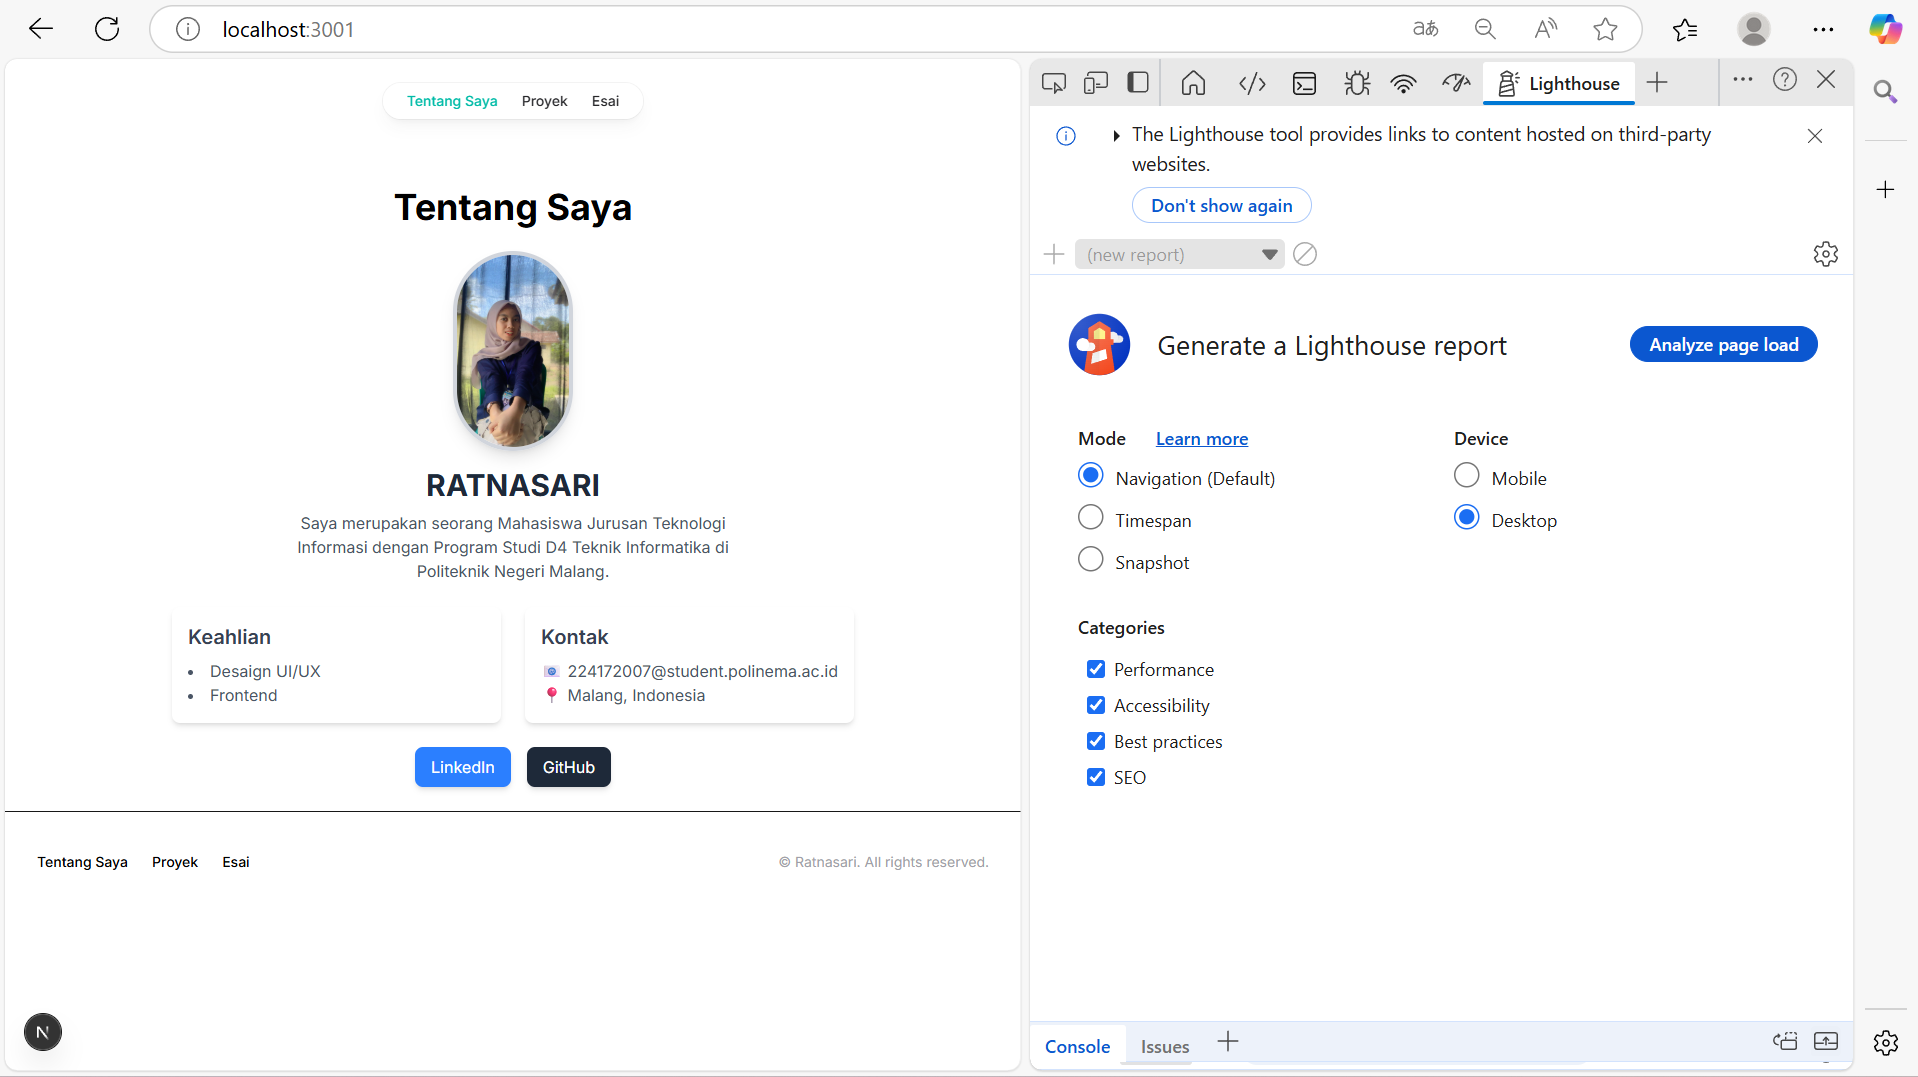 localhost:3001
aあ
Tentang Saya Proyek Esai
Tentang Saya
RATNASARI
Saya merupakan seorang Mahasiswa Jurusan Teknologi
Informasi dengan Program Studi D4 Teknik Informatika di
Politeknik Negeri Malang.
Keahlian
• Desaign UI/UX
• Frontend
Kontak
224172007@student.polinema.ac.id
Malang, Indonesia
LinkedIn GitHub
Tentang Saya Proyek Esai
© Ratnasari. All rights reserved.
N
Lighthouse
The Lighthouse tool provides links to content hosted on third-party
websites.
Don't show again
(new report)
Generate a Lighthouse report
Analyze page load
Mode Learn more
Navigation (Default)
Timespan
Snapshot
Device
Mobile
Desktop
Categories
Performance
Accessibility
Best practices
SEO
Console Issues